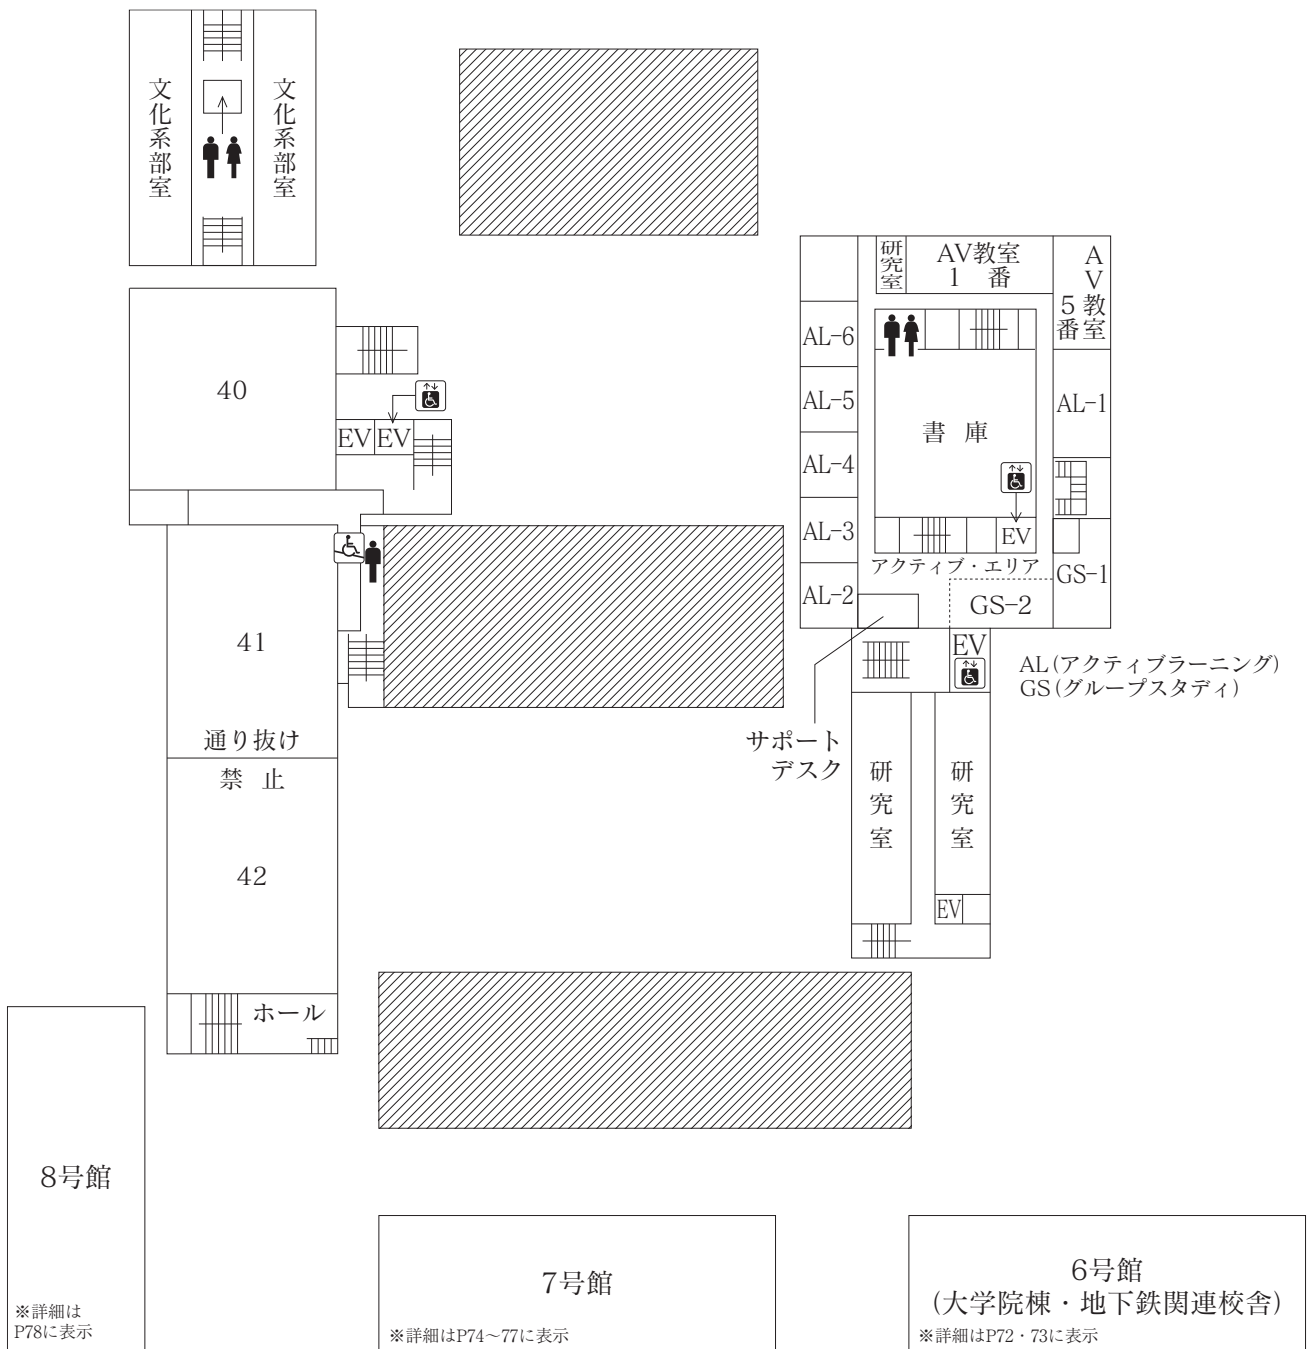 文化系部室
文化系部室
研究室
AV教室
1 番
AV教室
5番
AL-6
AL-5
AL-4
AL-3
AL-2
書 庫
AL-1
EV
アクティブ・エリア
GS-1
GS-2
40
EV
EV
EV
AL(アクティブラーニング)
GS(グループスタディ)
サポート
デスク
研究室
研究室
EV
41
通り抜け
禁 止
42
ホール
8号館
※詳細は
P78に表示
7号館
※詳細はP74~77に表示
6号館
(大学院棟・地下鉄関連校舎)
※詳細はP72・73に表示